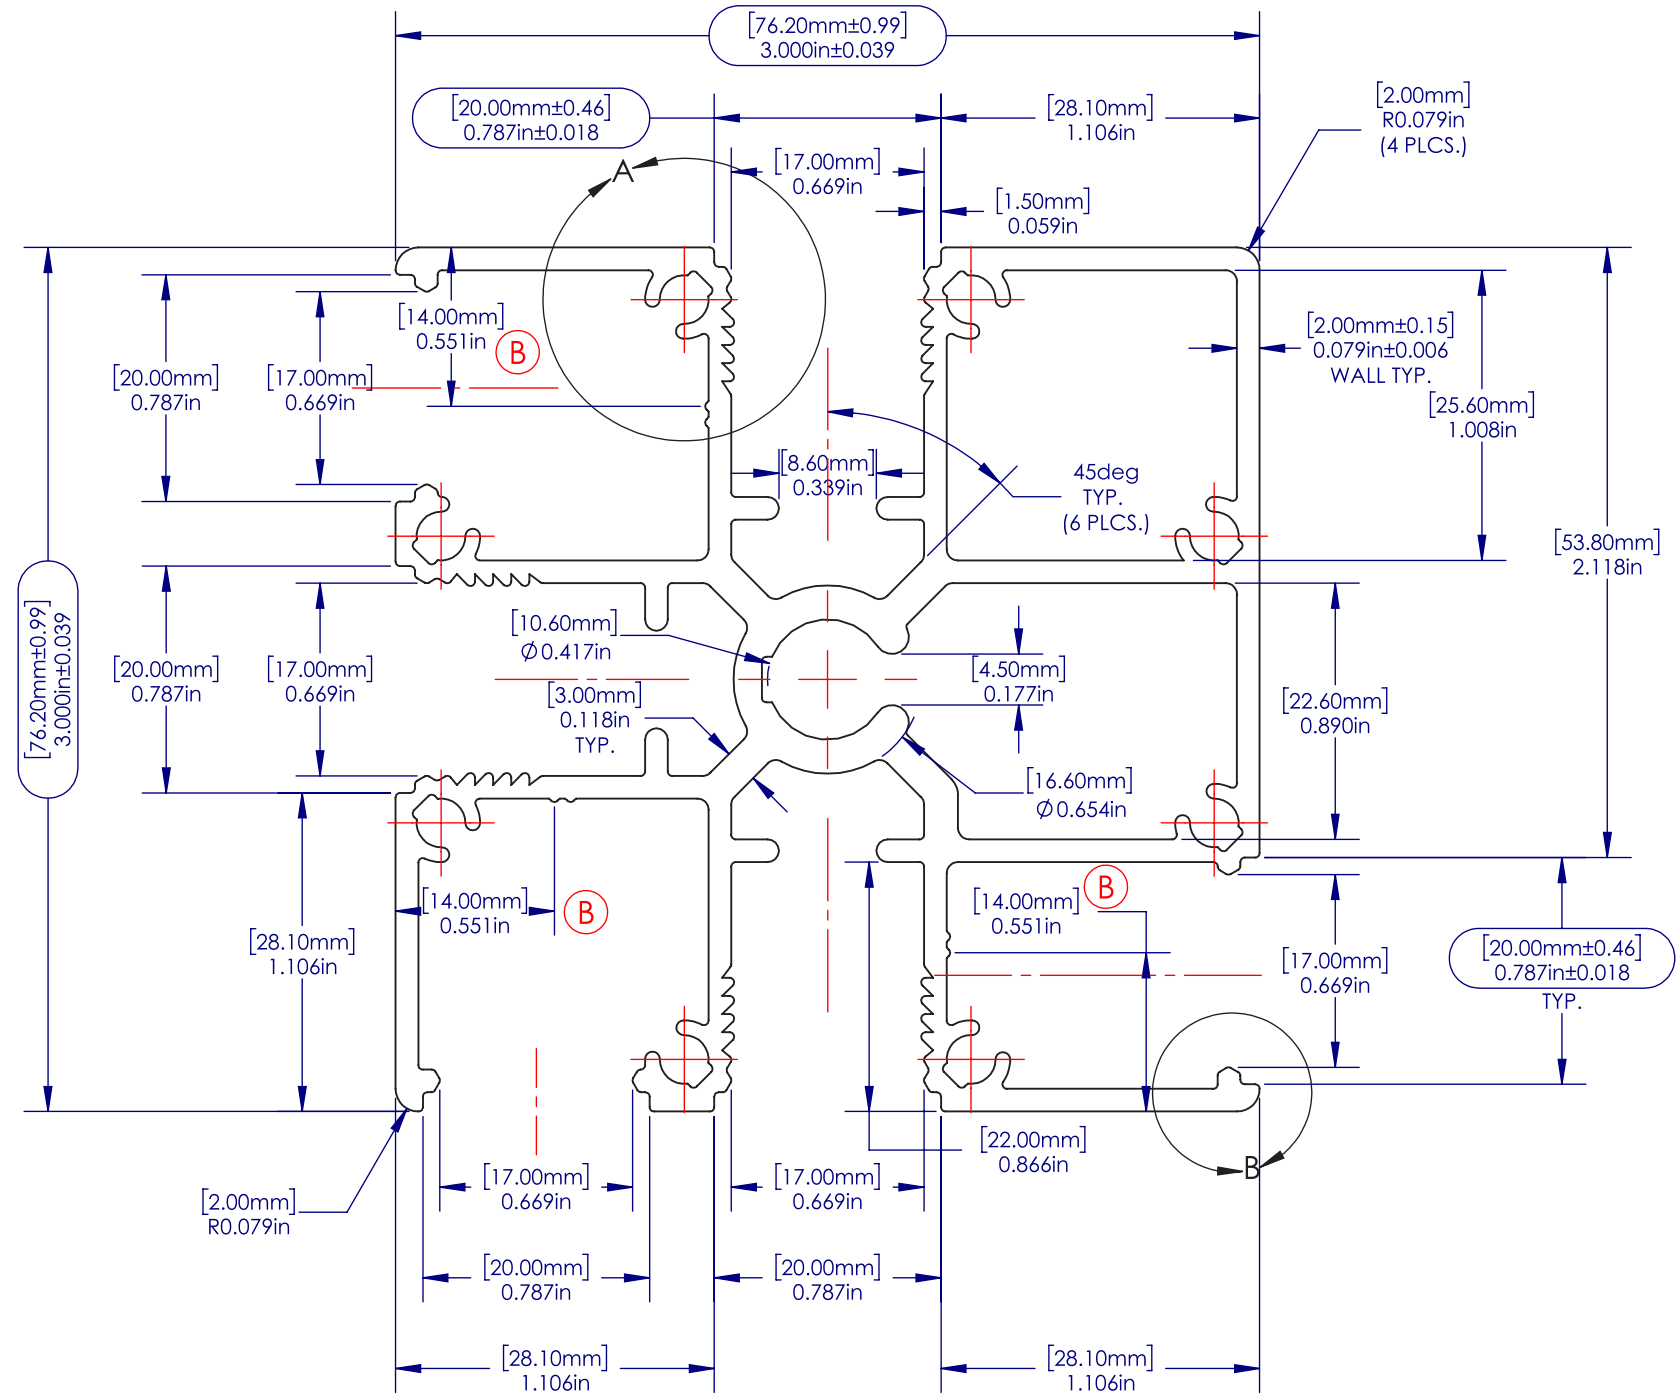 [76.20mm±0.99]
3.000in±0.039
[20.00mm±0.46]
0.787in±0.018
[28.10mm]
1.106in
[2.00mm]
R0.079in
(4 PLCS.)
A
[17.00mm]
0.669in
[1.50mm]
0.059in
[14.00mm]
0.551in
B
[2.00mm±0.15]
0.079in±0.006
WALL TYP.
[20.00mm]
0.787in
[17.00mm]
0.669in
[25.60mm]
1.008in
[8.60mm]
0.339in
45deg
TYP.
(6 PLCS.)
[53.80mm]
2.118in
[76.20mm±0.99]
3.000in±0.039
[20.00mm]
0.787in
[17.00mm]
0.669in
[10.60mm]
Ø0.417in
[3.00mm]
0.118in
TYP.
[4.50mm]
0.177in
[22.60mm]
0.890in
[16.60mm]
Ø0.654in
[14.00mm]
0.551in
B
[14.00mm]
0.551in
B
[28.10mm]
1.106in
[17.00mm]
0.669in
[20.00mm±0.46]
0.787in±0.018
TYP.
[22.00mm]
0.866in
B
[2.00mm]
R0.079in
[17.00mm]
0.669in
[17.00mm]
0.669in
[20.00mm]
0.787in
[20.00mm]
0.787in
[28.10mm]
1.106in
[28.10mm]
1.106in